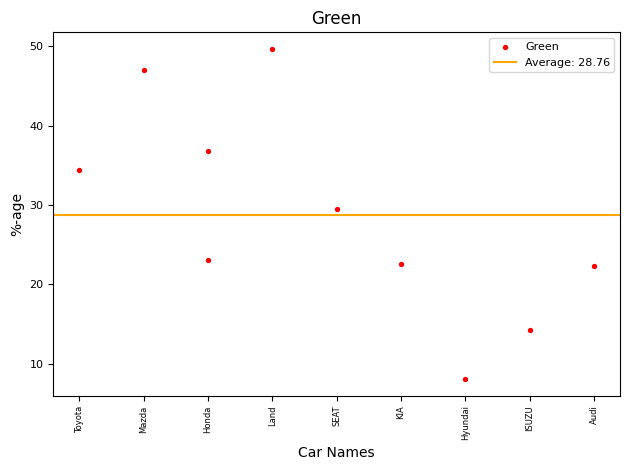 Green
Green
Average: 28.76
50
40
30
20
10
%-age
Toyota
Mazda
Honda
Land
SEAT
KIA
Hyundai
ISUZU
Audi
Car Names